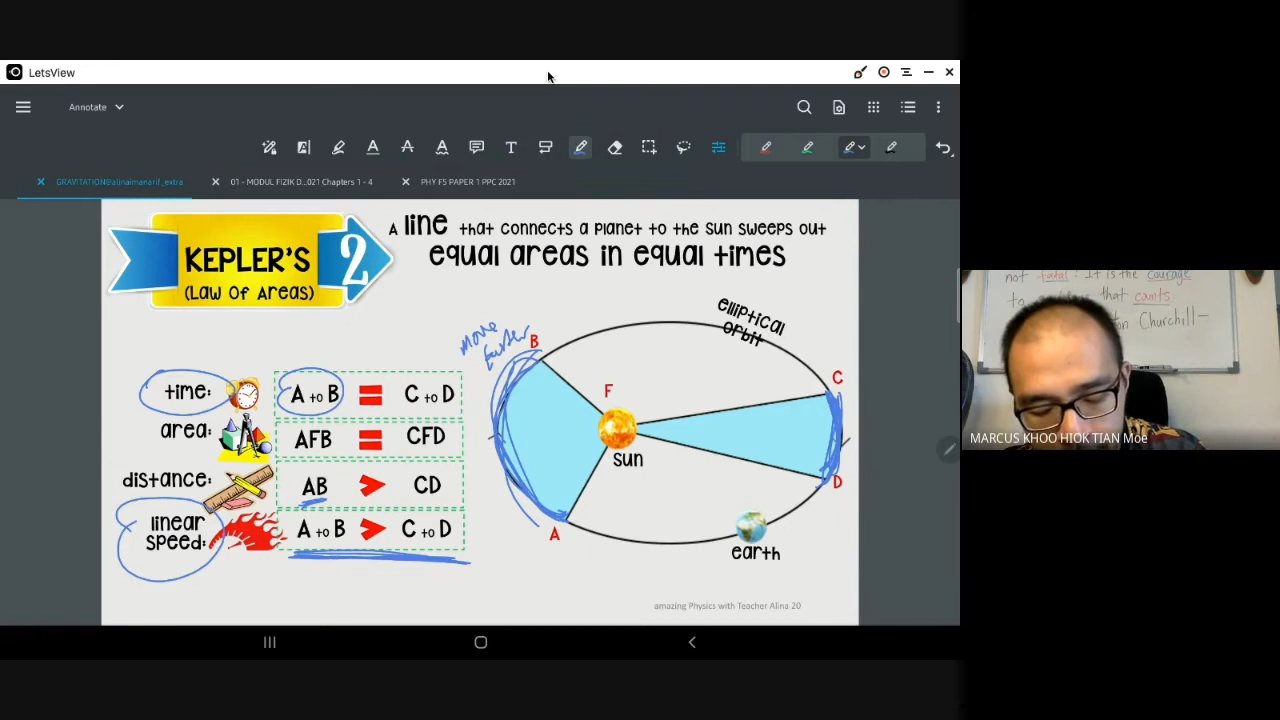 LetsView
Annotate
GRAVITATION@alinaimanarif_extra
01 - MODUL FIZIK D...021 Chapters 1 - 4
PHY F5 PAPER 1 PPC 2021
KEPLER'S
(Law Of Areas)
2
A line that connects a planet to the sun sweeps out
equal areas in equal times
elliptical
orbit
move
faster
B
C
F
sun
D
A
earth
time: A to B = C to D
area: AFB = CFD
distance: AB > CD
linear
speed: A to B > C to D
amazing Physics with Teacher Alina 20
not fatal: It is the courage
to that counts
Churchill—
MARCUS KHOO HIOK TIAN Moe